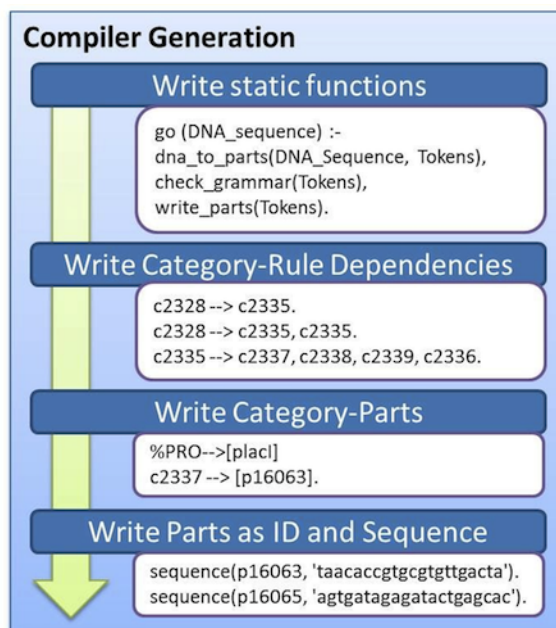 Compiler Generation
Write static functions
go (DNA_sequence) :-
dna_to_parts(DNA_Sequence, Tokens),
check_grammar(Tokens),
write_parts(Tokens).
Write Category-Rule Dependencies
c2328 --> c2335.
c2328 --> c2335, c2335.
c2335 --> c2337, c2338, c2339, c2336.
Write Category-Parts
%PRO-->[placI]
c2337 --> [p16063].
Write Parts as ID and Sequence
sequence(p16063, 'taacaccgtgcgtgttgacta').
sequence(p16065, 'agtgatagagatactgagcac').